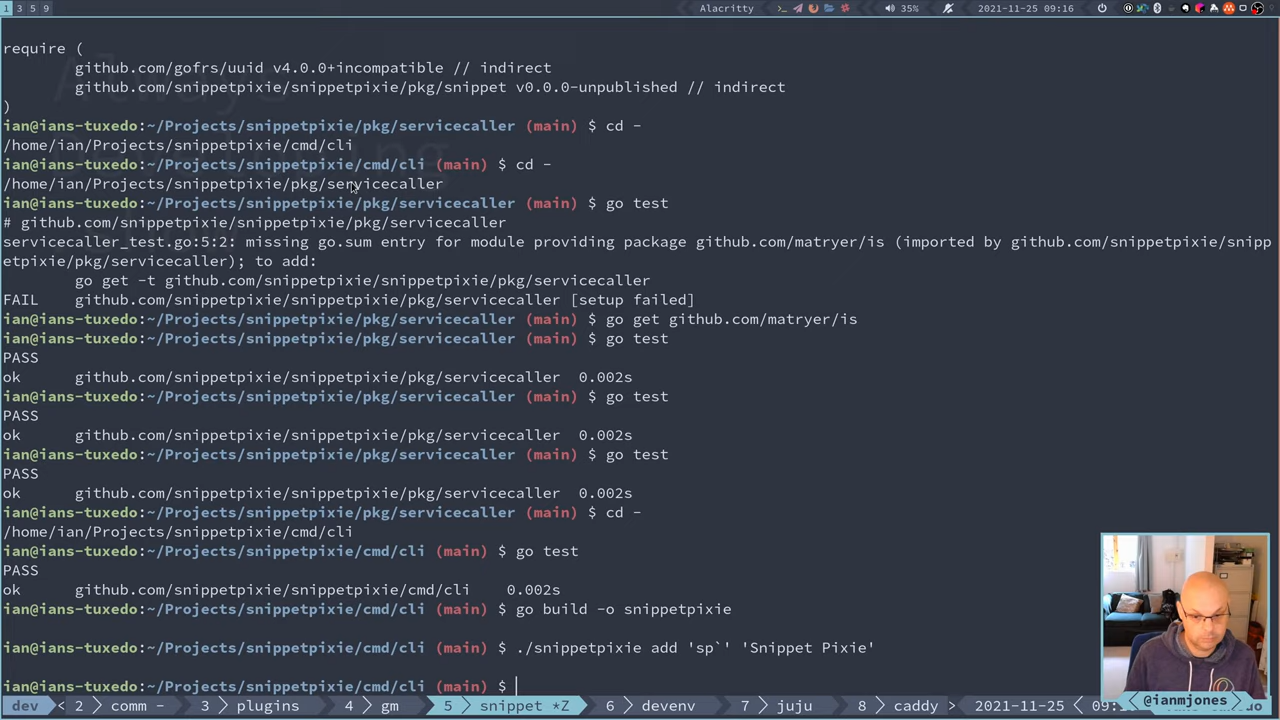 1 3 5 9
Alacritty
35%
2021-11-25 09:16
require (
github.com/gofrs/uuid v4.0.0+incompatible // indirect
github.com/snippetpixie/snippetpixie/pkg/snippet v0.0.0-unpublished // indirect
)
ian@ians-tuxedo:~/Projects/snippetpixie/pkg/servicecaller (main) $ cd -
/home/ian/Projects/snippetpixie/cmd/cli
ian@ians-tuxedo:~/Projects/snippetpixie/cmd/cli (main) $ cd -
/home/ian/Projects/snippetpixie/pkg/servicecaller
ian@ians-tuxedo:~/Projects/snippetpixie/pkg/servicecaller (main) $ go test
# github.com/snippetpixie/snippetpixie/pkg/servicecaller
servicecaller_test.go:5:2: missing go.sum entry for module providing package github.com/matryer/is (imported by github.com/snippetpixie/snipp
etpixie/pkg/servicecaller); to add:
go get -t github.com/snippetpixie/snippetpixie/pkg/servicecaller
FAIL github.com/snippetpixie/snippetpixie/pkg/servicecaller [setup failed]
ian@ians-tuxedo:~/Projects/snippetpixie/pkg/servicecaller (main) $ go get github.com/matryer/is
ian@ians-tuxedo:~/Projects/snippetpixie/pkg/servicecaller (main) $ go test
PASS
ok github.com/snippetpixie/snippetpixie/pkg/servicecaller 0.002s
ian@ians-tuxedo:~/Projects/snippetpixie/pkg/servicecaller (main) $ go test
PASS
ok github.com/snippetpixie/snippetpixie/pkg/servicecaller 0.002s
ian@ians-tuxedo:~/Projects/snippetpixie/pkg/servicecaller (main) $ go test
PASS
ok github.com/snippetpixie/snippetpixie/pkg/servicecaller 0.002s
ian@ians-tuxedo:~/Projects/snippetpixie/pkg/servicecaller (main) $ cd -
/home/ian/Projects/snippetpixie/cmd/cli
ian@ians-tuxedo:~/Projects/snippetpixie/cmd/cli (main) $ go test
PASS
ok github.com/snippetpixie/snippetpixie/cmd/cli 0.002s
ian@ians-tuxedo:~/Projects/snippetpixie/cmd/cli (main) $ go build -o snippetpixie
ian@ians-tuxedo:~/Projects/snippetpixie/cmd/cli (main) $ ./snippetpixie add 'sp`' 'Snippet Pixie'
ian@ians-tuxedo:~/Projects/snippetpixie/cmd/cli (main) $
dev < 2 > comm - 3 > plugins 4 > gm 5 > snippet *Z 6 > devenv 7 > juju 8 > caddy >
@ianmjones